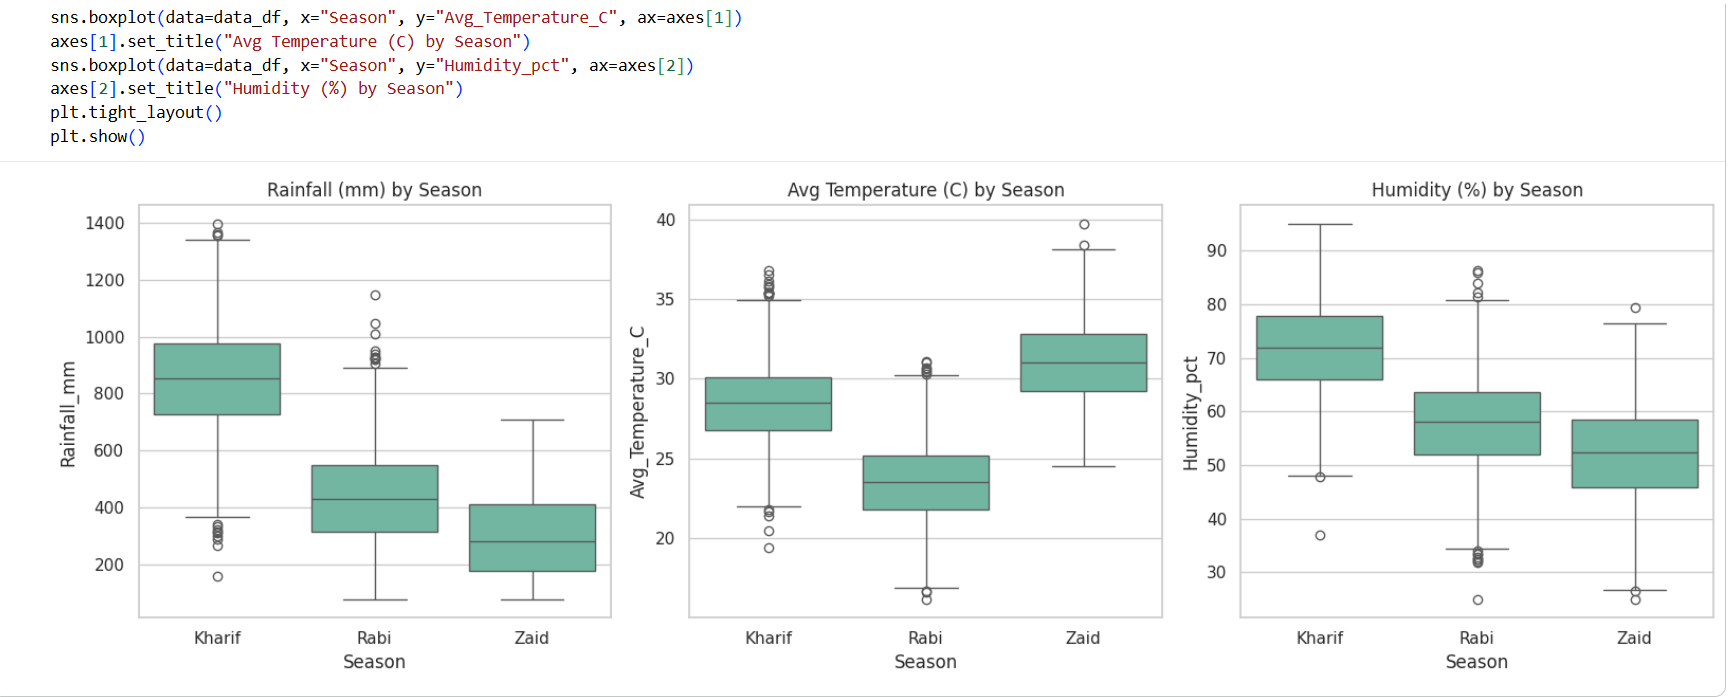 sns.boxplot(data=data_df, x="Season", y="Avg_Temperature_C", ax=axes[1])
axes[1].set_title("Avg Temperature (C) by Season")
sns.boxplot(data=data_df, x="Season", y="Humidity_pct", ax=axes[2])
axes[2].set_title("Humidity (%) by Season")
plt.tight_layout()
plt.show()
Rainfall (mm) by Season
1400
1200
1000
800
600
400
200
Rainfall_mm
Kharif Rabi Zaid
Season
Avg Temperature (C) by Season
40
35
30
25
20
Avg_Temperature_C
Kharif Rabi Zaid
Season
Humidity (%) by Season
90
80
70
60
50
40
30
Humidity_pct
Kharif Rabi Zaid
Season